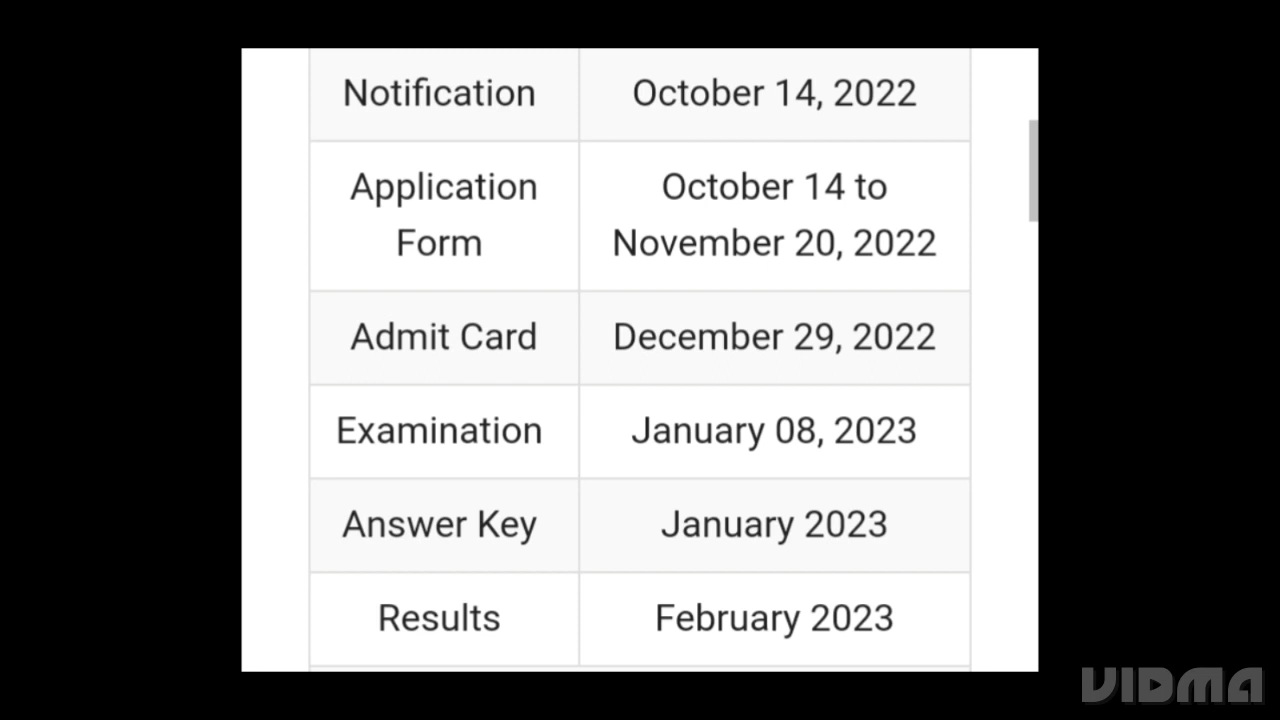 Notification October 14, 2022
Application Form October 14 to
November 20, 2022
Admit Card December 29, 2022
Examination January 08, 2023
Answer Key January 2023
Results February 2023
VIDMA